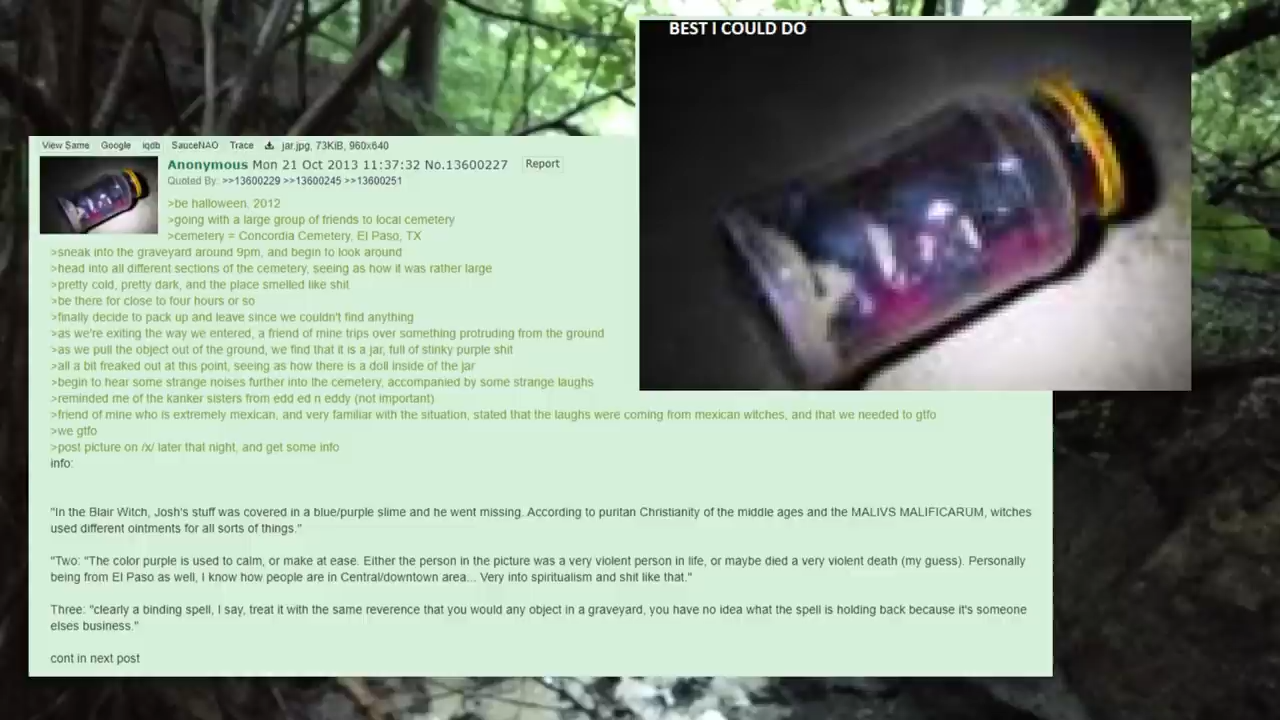 BEST I COULD DO
View Same Google iqdb SauceNAO Trace jar.jpg, 73KiB, 960x640
Anonymous Mon 21 Oct 2013 11:37:32 No.13600227 Report
Quoted By: >>13600229 >>13600245 >>13600251
>be halloween. 2012
>going with a large group of friends to local cemetery
>cemetery = Concordia Cemetery, El Paso, TX
>sneak into the graveyard around 9pm, and begin to look around
>head into all different sections of the cemetery, seeing as how it was rather large
>pretty cold, pretty dark, and the place smelled like shit
>be there for close to four hours or so
>finally decide to pack up and leave since we couldn't find anything
>as we're exiting the way we entered, a friend of mine trips over something protruding from the ground
>as we pull the object out of the ground, we find that it is a jar, full of stinky purple shit
>all a bit freaked out at this point, seeing as how there is a doll inside of the jar
>begin to hear some strange noises further into the cemetery, accompanied by some strange laughs
>reminded me of the kanker sisters from edd ed n eddy (not important)
>friend of mine who is extremely mexican, and very familiar with the situation, stated that the laughs were coming from mexican witches, and that we needed to gtfo
>we gtfo
>post picture on /x/ later that night, and get some info
info:
"In the Blair Witch, Josh's stuff was covered in a blue/purple slime and he went missing. According to puritan Christianity of the middle ages and the MALIVS MALIFICARUM, witches
used different ointments for all sorts of things."
"Two: "The color purple is used to calm, or make at ease. Either the person in the picture was a very violent person in life, or maybe died a very violent death (my guess). Personally
being from El Paso as well, I know how people are in Central/downtown area... Very into spiritualism and shit like that."
Three: "clearly a binding spell, I say, treat it with the same reverence that you would any object in a graveyard, you have no idea what the spell is holding back because it's someone
elses business."
cont in next post